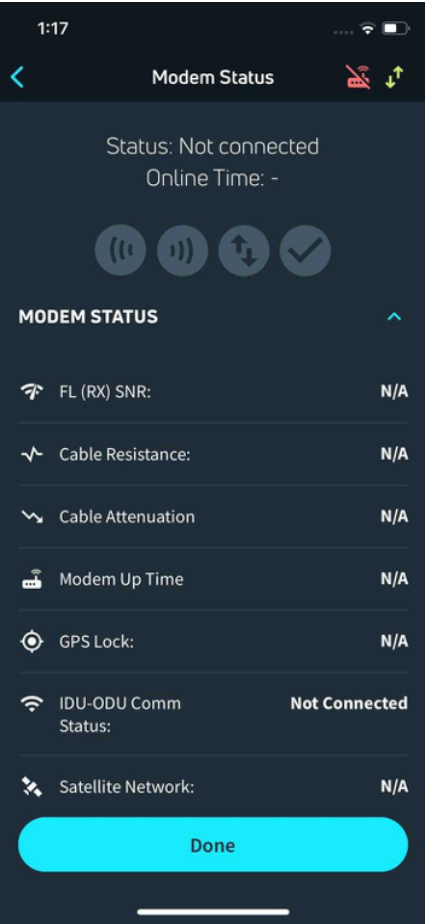 1:17
Modem Status
Status: Not connected
Online Time: -
MODEM STATUS
FL (RX) SNR: N/A
Cable Resistance: N/A
Cable Attenuation N/A
Modem Up Time N/A
GPS Lock: N/A
IDU-ODU Comm Not Connected
Status:
Satellite Network: N/A
Done